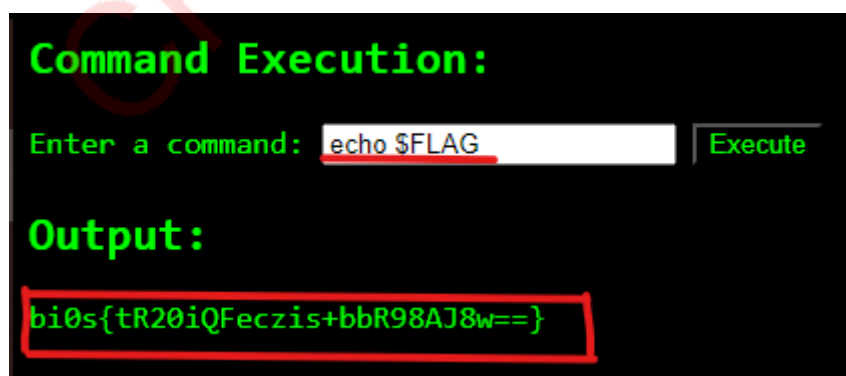 Command Execution:
Enter a command: echo $FLAG Execute
Output:
bi0s{tR20iQFeczis+bbR98AJ8w==}